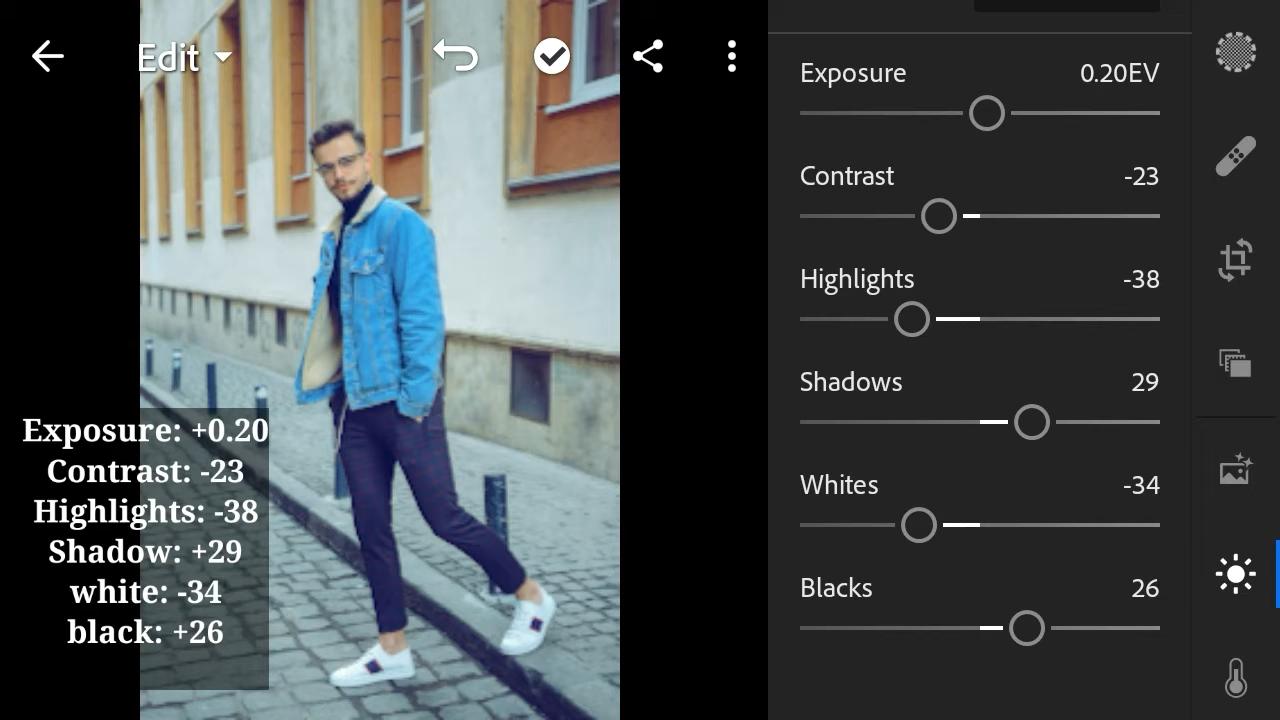 Edit
Exposure: +0.20
Contrast: -23
Highlights: -38
Shadow: +29
white: -34
black: +26
Exposure 0.20EV
Contrast -23
Highlights -38
Shadows 29
Whites -34
Blacks 26